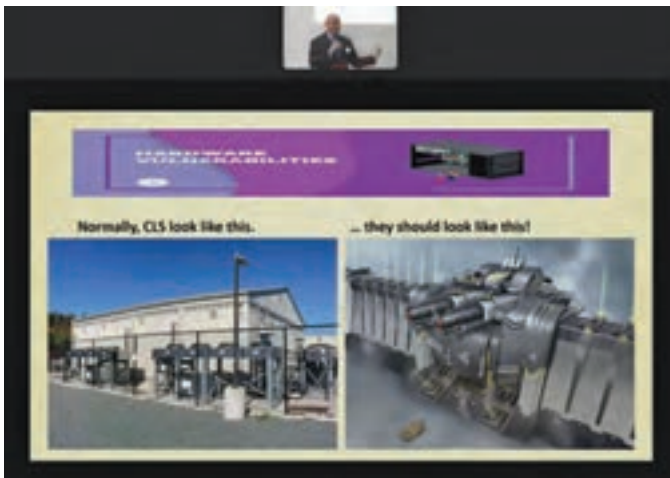 HARDWARE
VULNERABILITIES
Normally, CLS look like this.
... they should look like this!